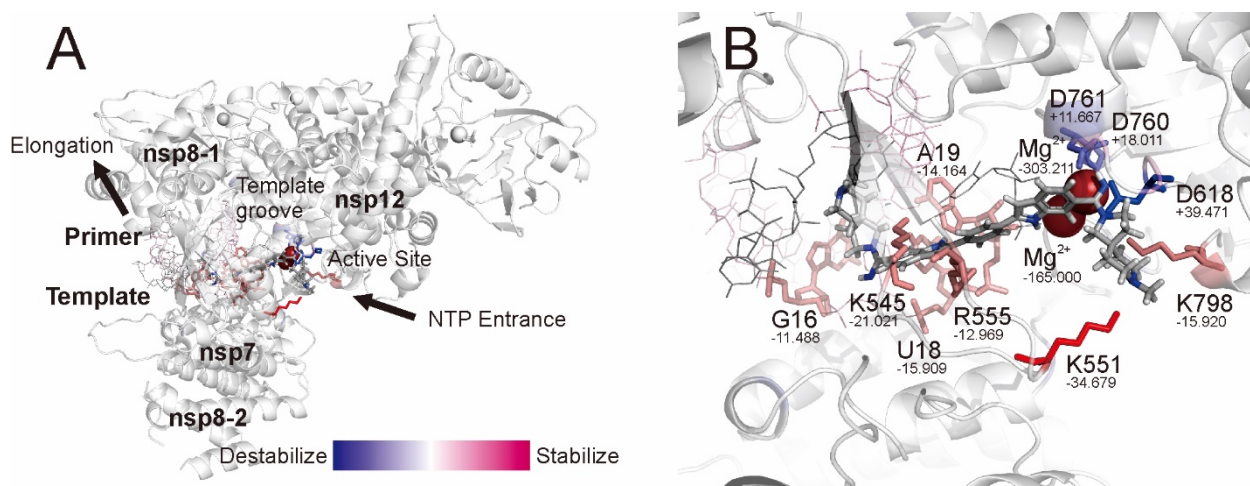 A
Elongation
nsp8-1
Template
groove
nsp12
Primer
Active Site
Template
NTP Entrance
nsp7
nsp8-2
Destabilize
Stabilize
B
D761
+11.667
D760
+18.011
Mg2+
-303.211
A19
-14.164
D618
+39.471
Mg2+
-165.000
K798
-15.920
G16
-11.488
K545
-21.021
R555
-12.969
U18
-15.909
K551
-34.679